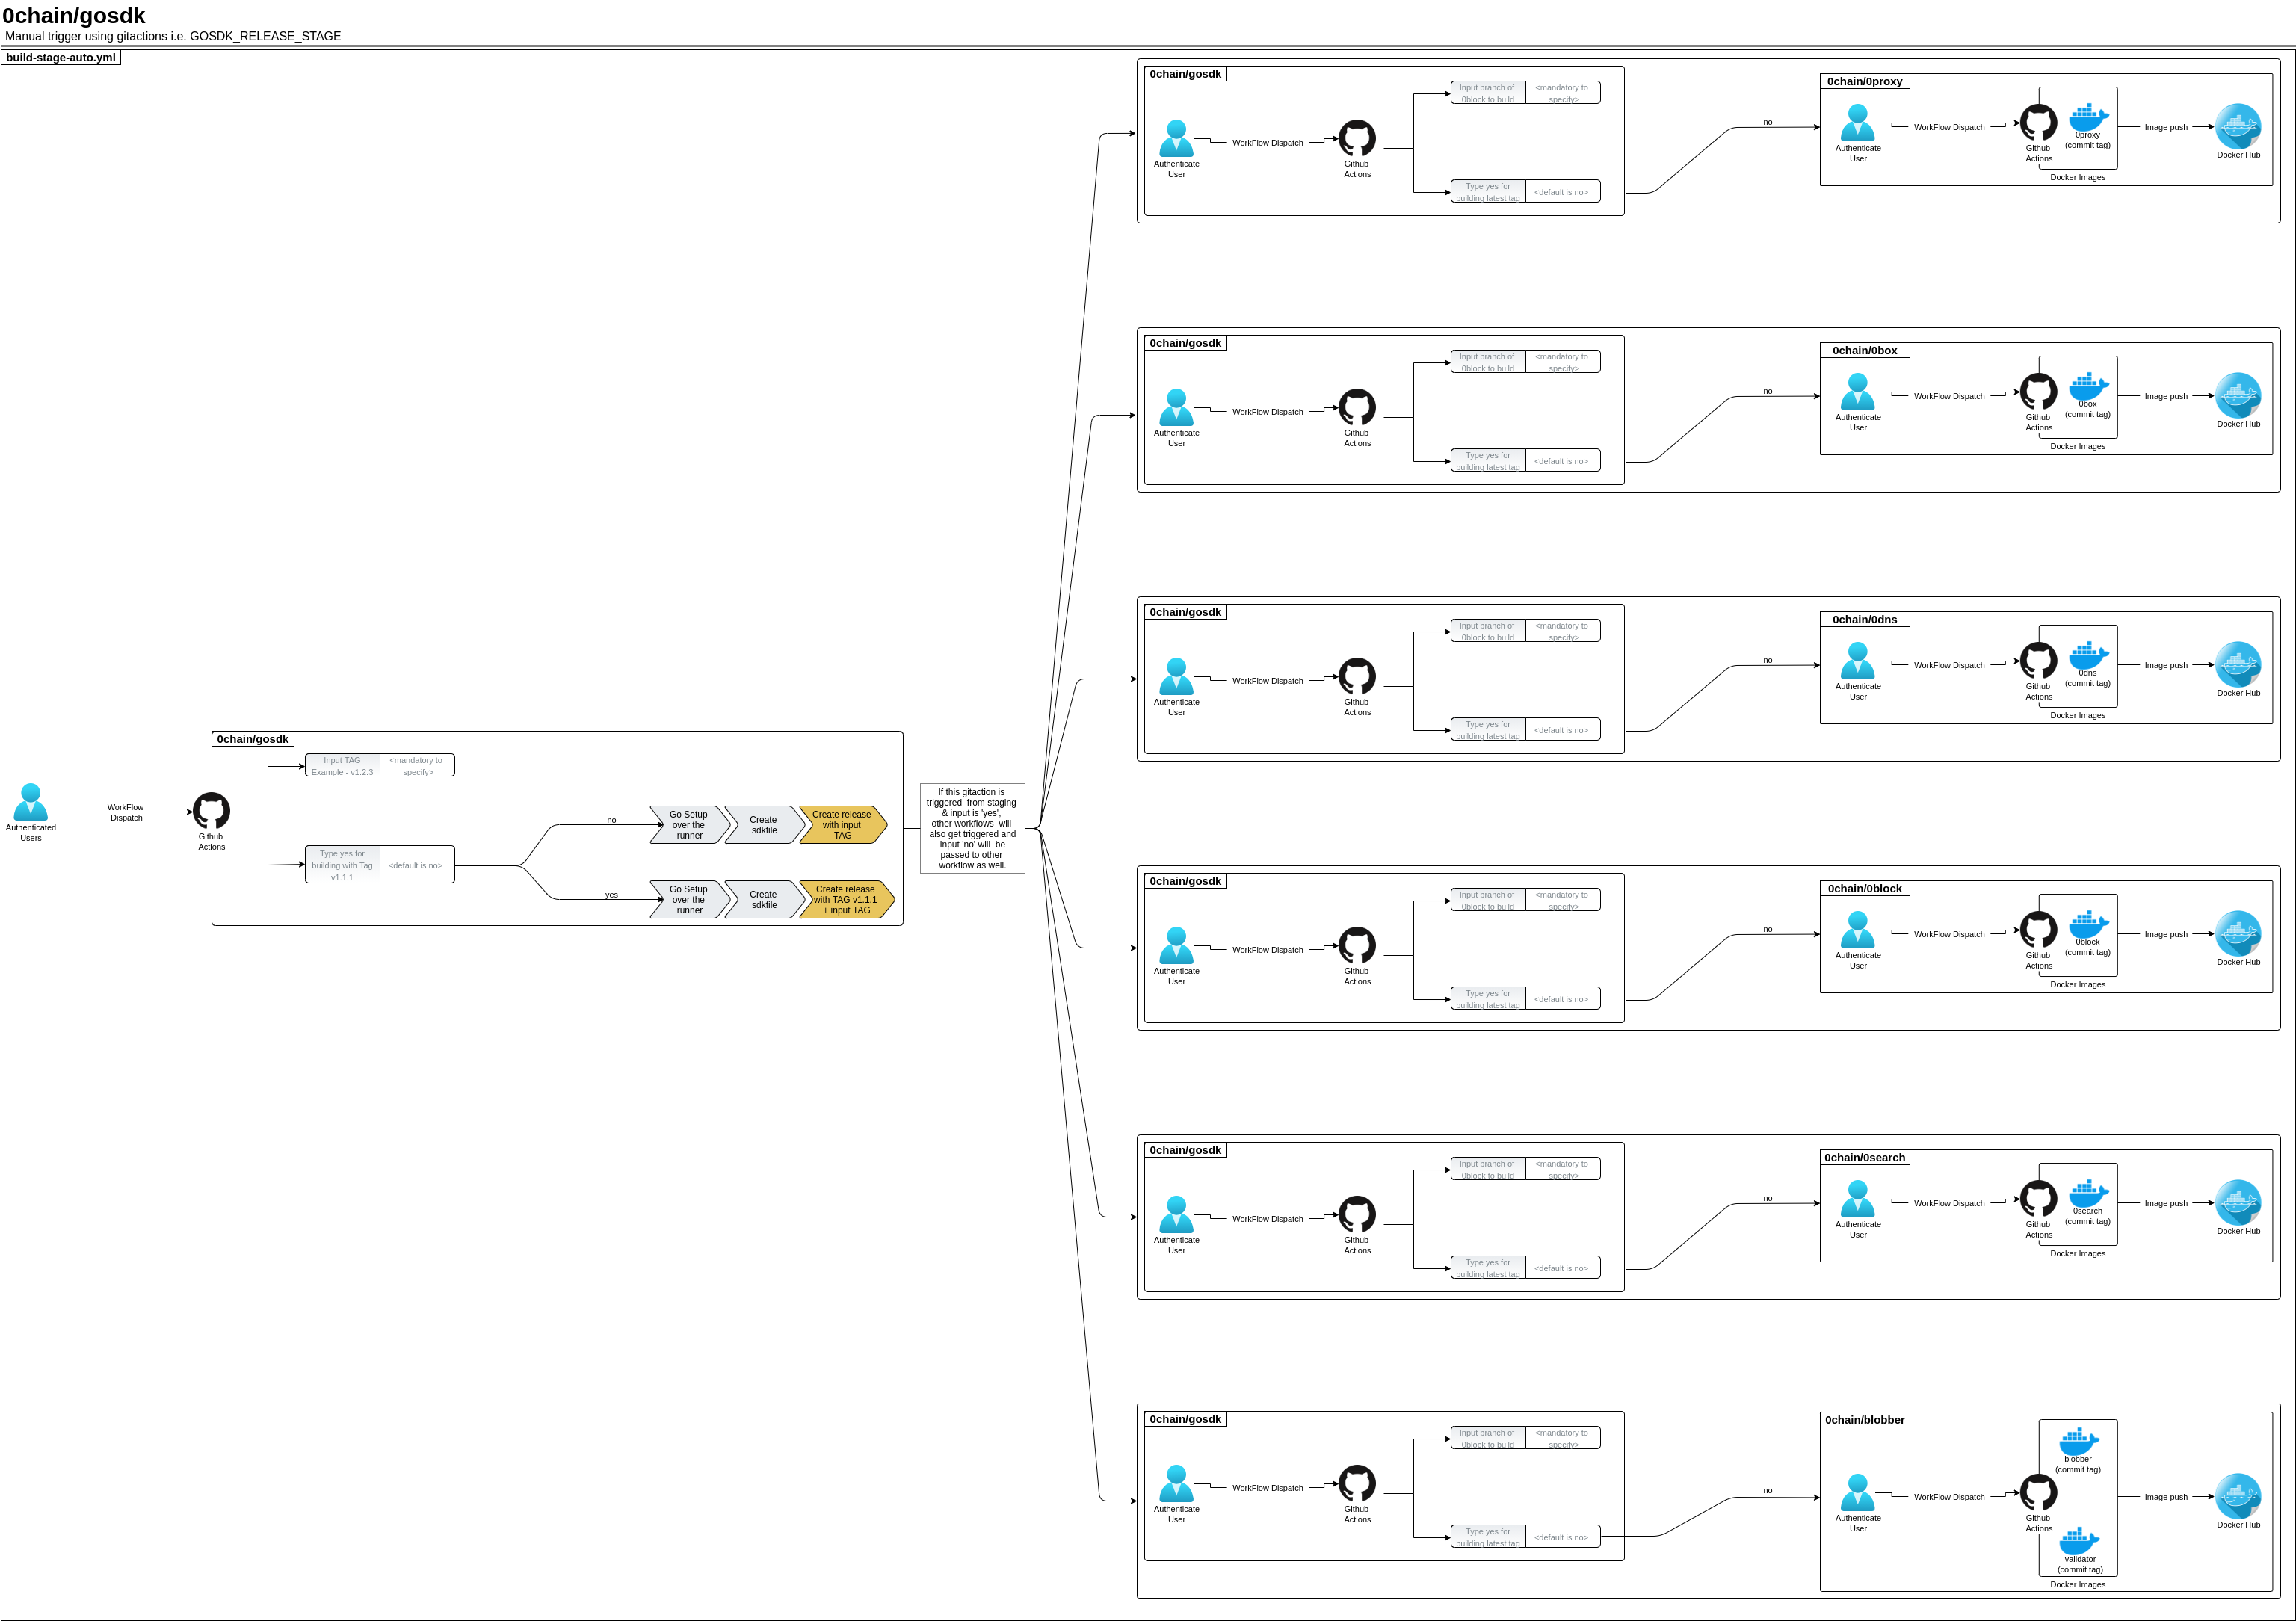 0chain/gosdk
Manual trigger using gitactions i.e. GOSDK_RELEASE_STAGE
build-stage-auto.yml
Authenticated
Users
WorkFlow
Dispatch
0chain/gosdk
Github
Actions
Input TAG
Example - v1.2.3
<mandatory to
specify>
Type yes for
building with Tag
v1.1.1
<default is no>
no
Go Setup
over the
runner
Create
sdkfile
Create release
with input
TAG
yes
Go Setup
over the
runner
Create
sdkfile
Create release
with TAG v1.1.1
+ input TAG
If this gitaction is
triggered from staging
& input is 'yes',
other workflows will
also get triggered and
input 'no' will be
passed to other
workflow as well.
0chain/gosdk
Authenticate
User
WorkFlow Dispatch
Github
Actions
Input branch of
0block to build
<mandatory to
specify>
Type yes for
building latest tag
<default is no>
no
0chain/0proxy
Authenticate
User
WorkFlow Dispatch
Github
Actions
0proxy
(commit tag)
Docker Images
Image push
Docker Hub
0chain/gosdk
Authenticate
User
WorkFlow Dispatch
Github
Actions
Input branch of
0block to build
<mandatory to
specify>
Type yes for
building latest tag
<default is no>
no
0chain/0box
Authenticate
User
WorkFlow Dispatch
Github
Actions
0box
(commit tag)
Docker Images
Image push
Docker Hub
0chain/gosdk
Authenticate
User
WorkFlow Dispatch
Github
Actions
Input branch of
0block to build
<mandatory to
specify>
Type yes for
building latest tag
<default is no>
no
0chain/0dns
Authenticate
User
WorkFlow Dispatch
Github
Actions
0dns
(commit tag)
Docker Images
Image push
Docker Hub
0chain/gosdk
Authenticate
User
WorkFlow Dispatch
Github
Actions
Input branch of
0block to build
<mandatory to
specify>
Type yes for
building latest tag
<default is no>
no
0chain/0block
Authenticate
User
WorkFlow Dispatch
Github
Actions
0block
(commit tag)
Docker Images
Image push
Docker Hub
0chain/gosdk
Authenticate
User
WorkFlow Dispatch
Github
Actions
Input branch of
0block to build
<mandatory to
specify>
Type yes for
building latest tag
<default is no>
no
0chain/0search
Authenticate
User
WorkFlow Dispatch
Github
Actions
0search
(commit tag)
Docker Images
Image push
Docker Hub
0chain/gosdk
Authenticate
User
WorkFlow Dispatch
Github
Actions
Input branch of
0block to build
<mandatory to
specify>
Type yes for
building latest tag
<default is no>
no
0chain/blobber
Authenticate
User
WorkFlow Dispatch
Github
Actions
blobber
(commit tag)
validator
(commit tag)
Docker Images
Image push
Docker Hub